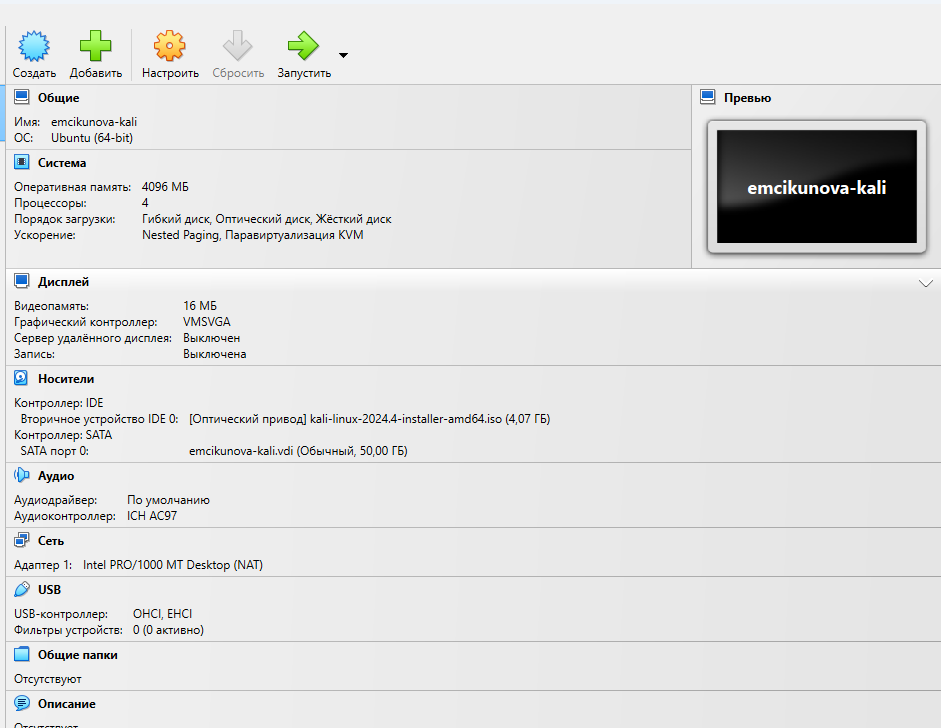 Создать Добавить Настроить Сбросить Запустить
Общие
Имя: emcikunova-kali
ОС: Ubuntu (64-bit)
Превью
emcikunova-kali
Система
Оперативная память: 4096 МБ
Процессоры: 4
Порядок загрузки: Гибкий диск, Оптический диск, Жёсткий диск
Ускорение: Nested Paging, Паравиртуализация KVM
Дисплей
Видеопамять: 16 МБ
Графический контроллер: VMSVGA
Сервер удалённого дисплея: Выключен
Запись: Выключена
Носители
Контроллер: IDE
Вторичное устройство IDE 0: [Оптический привод] kali-linux-2024.4-installer-amd64.iso (4,07 ГБ)
Контроллер: SATA
SATA порт 0: emcikunova-kali.vdi (Обычный, 50,00 ГБ)
Аудио
Аудиодрайвер: По умолчанию
Аудиоконтроллер: ICH AC97
Сеть
Адаптер 1: Intel PRO/1000 MT Desktop (NAT)
USB
USB-контроллер: OHCI, EHCI
Фильтры устройств: 0 (0 активно)
Общие папки
Отсутствуют
Описание
Отсутствует